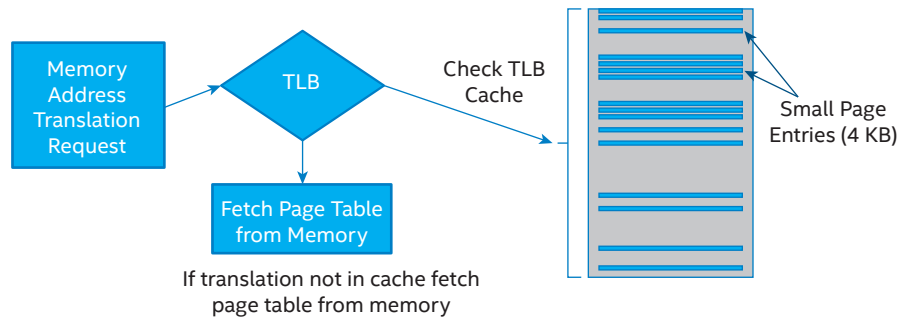 Memory
Address
Translation
Request
TLB
Check TLB
Cache
Small Page
Entries (4 KB)
Fetch Page Table
from Memory
If translation not in cache fetch
page table from memory